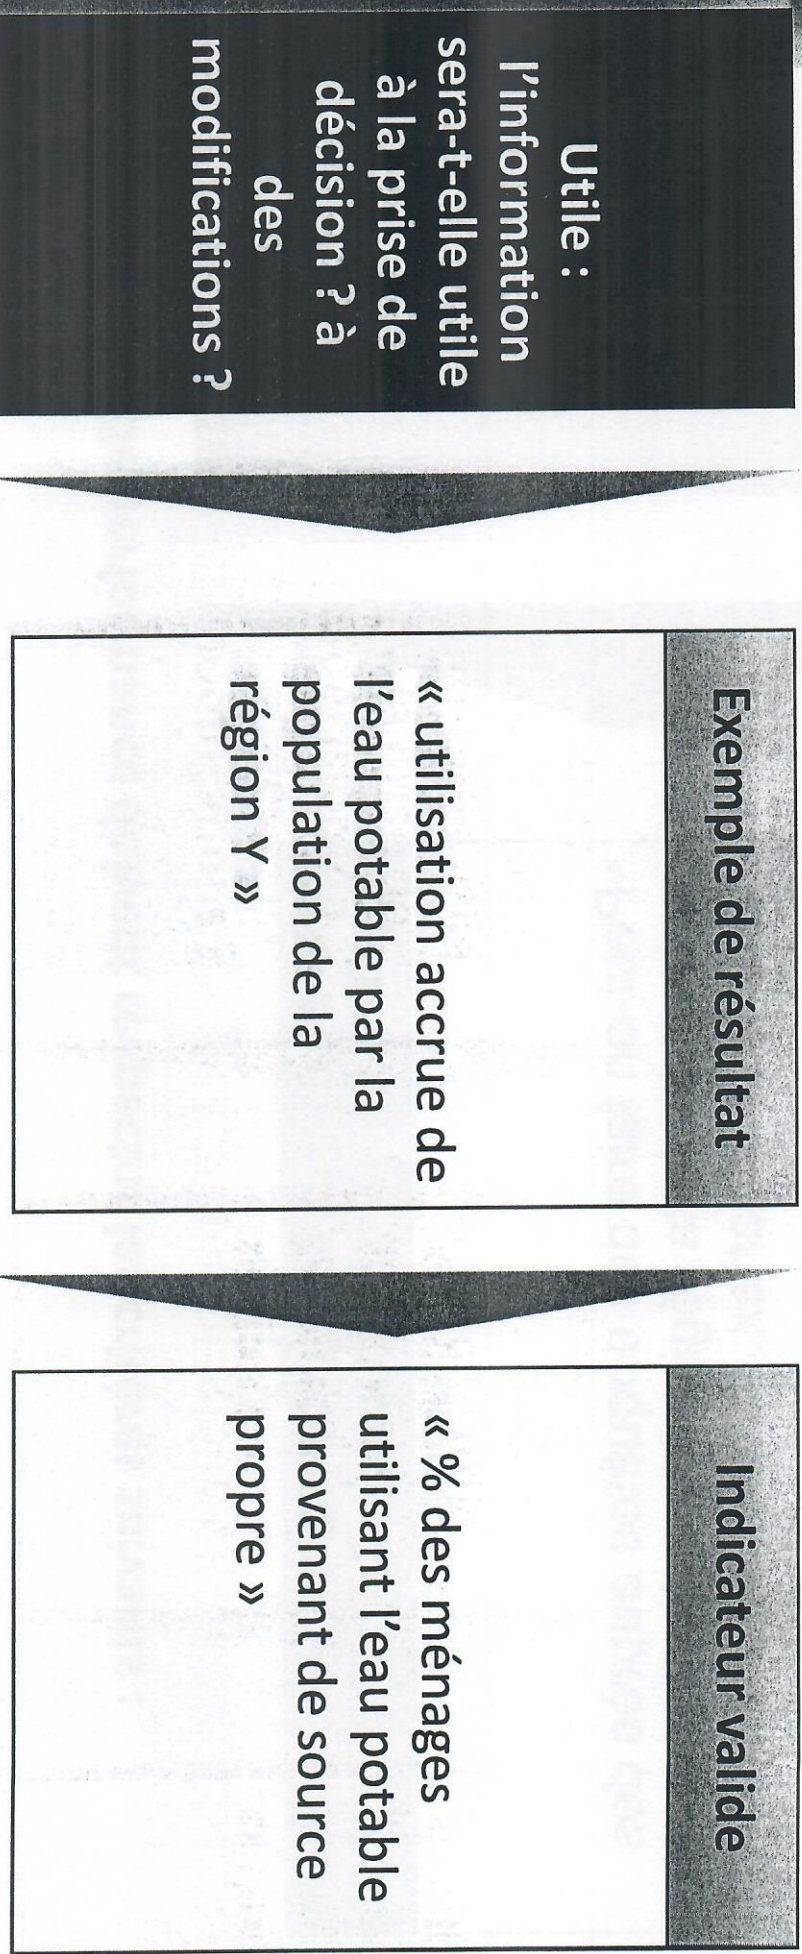 Utile :
l'information
sera-t-elle utile
à la prise de
décision ? à
des
modifications ?
Exemple de résultat
« utilisation accrue de
l'eau potable par la
population de la
région Y »
Indicateur valide
« % des ménages
utilisant l'eau potable
provenant de source
propre »